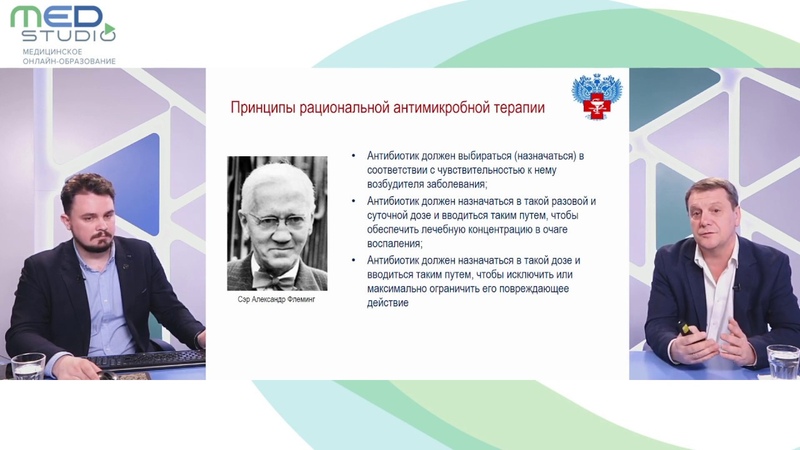 MED
STUDIO
МЕДИЦИНСКОЕ
ОНЛАЙН-ОБРАЗОВАНИЕ
Принципы рациональной антимикробной терапии
• Антибиотик должен выбираться (назначаться) в
соответствии с чувствительностью к нему
возбудителя заболевания;
• Антибиотик должен назначаться в такой разовой и
суточной дозе и вводиться таким путем, чтобы
обеспечить лечебную концентрацию в очаге
воспаления;
• Антибиотик должен назначаться в такой дозе и
вводиться таким путем, чтобы исключить или
максимально ограничить его повреждающее
действие
Сэр Александр Флеминг